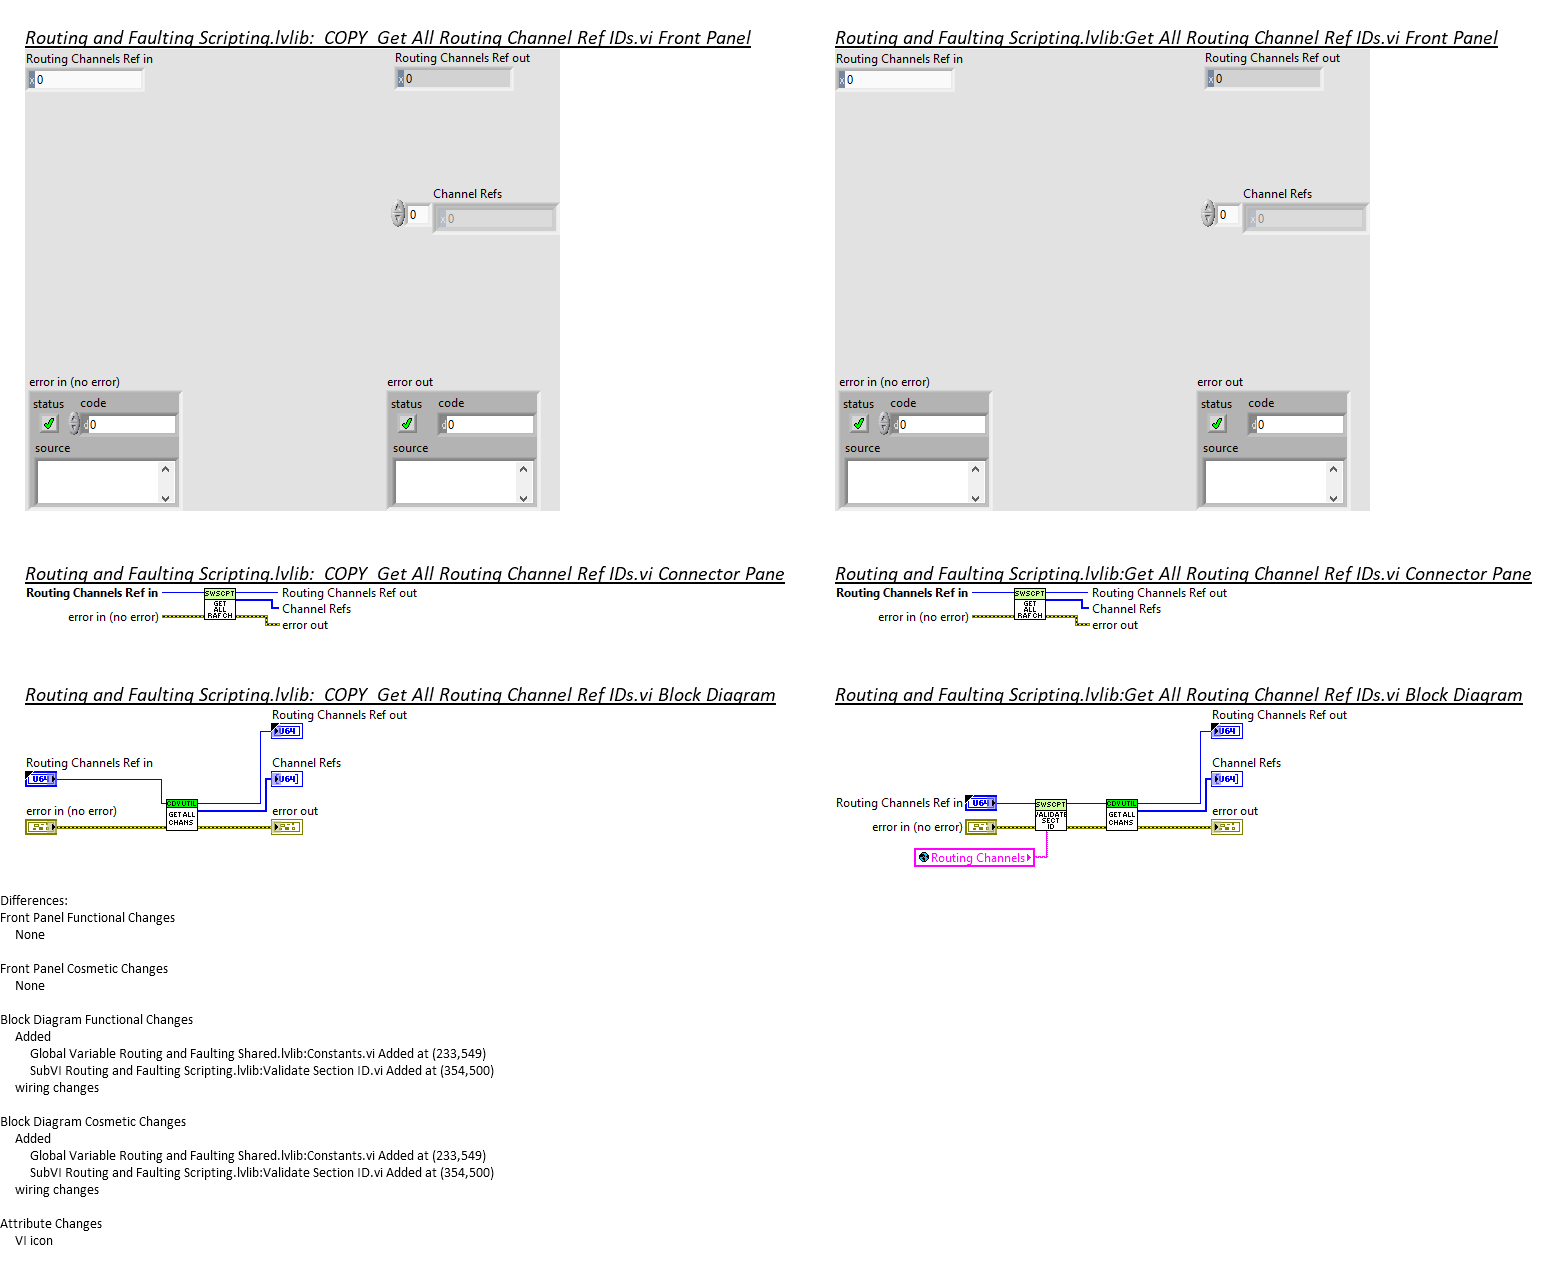 Routing and Faulting Scripting.lvlib:_COPY_Get All Routing Channel Ref IDs.vi Front Panel
Routing Channels Ref in
x 0
Routing Channels Ref out
x 0
Channel Refs
0
x 0
error in (no error)
status
code
d 0
source
error out
status
code
d 0
source
Routing and Faulting Scripting.lvlib:Get All Routing Channel Ref IDs.vi Front Panel
Routing Channels Ref in
x 0
Routing Channels Ref out
x 0
Channel Refs
0
x 0
error in (no error)
status
code
d 0
source
error out
status
code
d 0
source
Routing and Faulting Scripting.lvlib:_COPY_Get All Routing Channel Ref IDs.vi Connector Pane
Routing Channels Ref in
error in (no error)
SWSCPT
GET
ALL
RAF CH
Routing Channels Ref out
Channel Refs
error out
Routing and Faulting Scripting.lvlib:Get All Routing Channel Ref IDs.vi Connector Pane
Routing Channels Ref in
error in (no error)
SWSCPT
GET
ALL
RAF CH
Routing Channels Ref out
Channel Refs
error out
Routing and Faulting Scripting.lvlib:_COPY_Get All Routing Channel Ref IDs.vi Block Diagram
Routing Channels Ref out
U64
Routing Channels Ref in
U64
Channel Refs
U64
error in (no error)
CDV UTIL
GET ALL
CHANS
error out
Routing and Faulting Scripting.lvlib:Get All Routing Channel Ref IDs.vi Block Diagram
Routing Channels Ref out
U64
Channel Refs
U64
Routing Channels Ref in
U64
error in (no error)
SWSCPT
VALIDATE
SECT
ID
CDV UTIL
GET ALL
CHANS
error out
Routing Channels
Differences:
Front Panel Functional Changes
None
Front Panel Cosmetic Changes
None
Block Diagram Functional Changes
Added
Global Variable Routing and Faulting Shared.lvlib:Constants.vi Added at (233,549)
SubVI Routing and Faulting Scripting.lvlib:Validate Section ID.vi Added at (354,500)
wiring changes
Block Diagram Cosmetic Changes
Added
Global Variable Routing and Faulting Shared.lvlib:Constants.vi Added at (233,549)
SubVI Routing and Faulting Scripting.lvlib:Validate Section ID.vi Added at (354,500)
wiring changes
Attribute Changes
VI icon